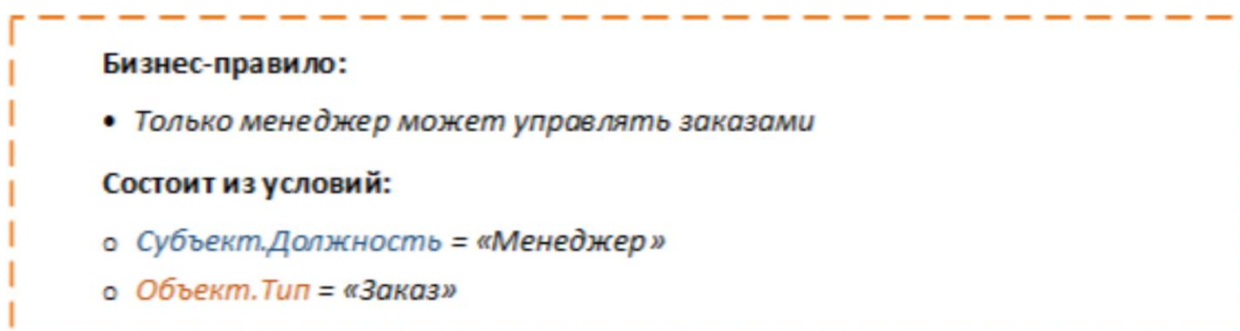 Бизнес-правило:
• Только менеджер может управлять заказами
Состоит из условий:
o Субъект.Должность = «Менеджер»
o Объект.Тип = «Заказ»